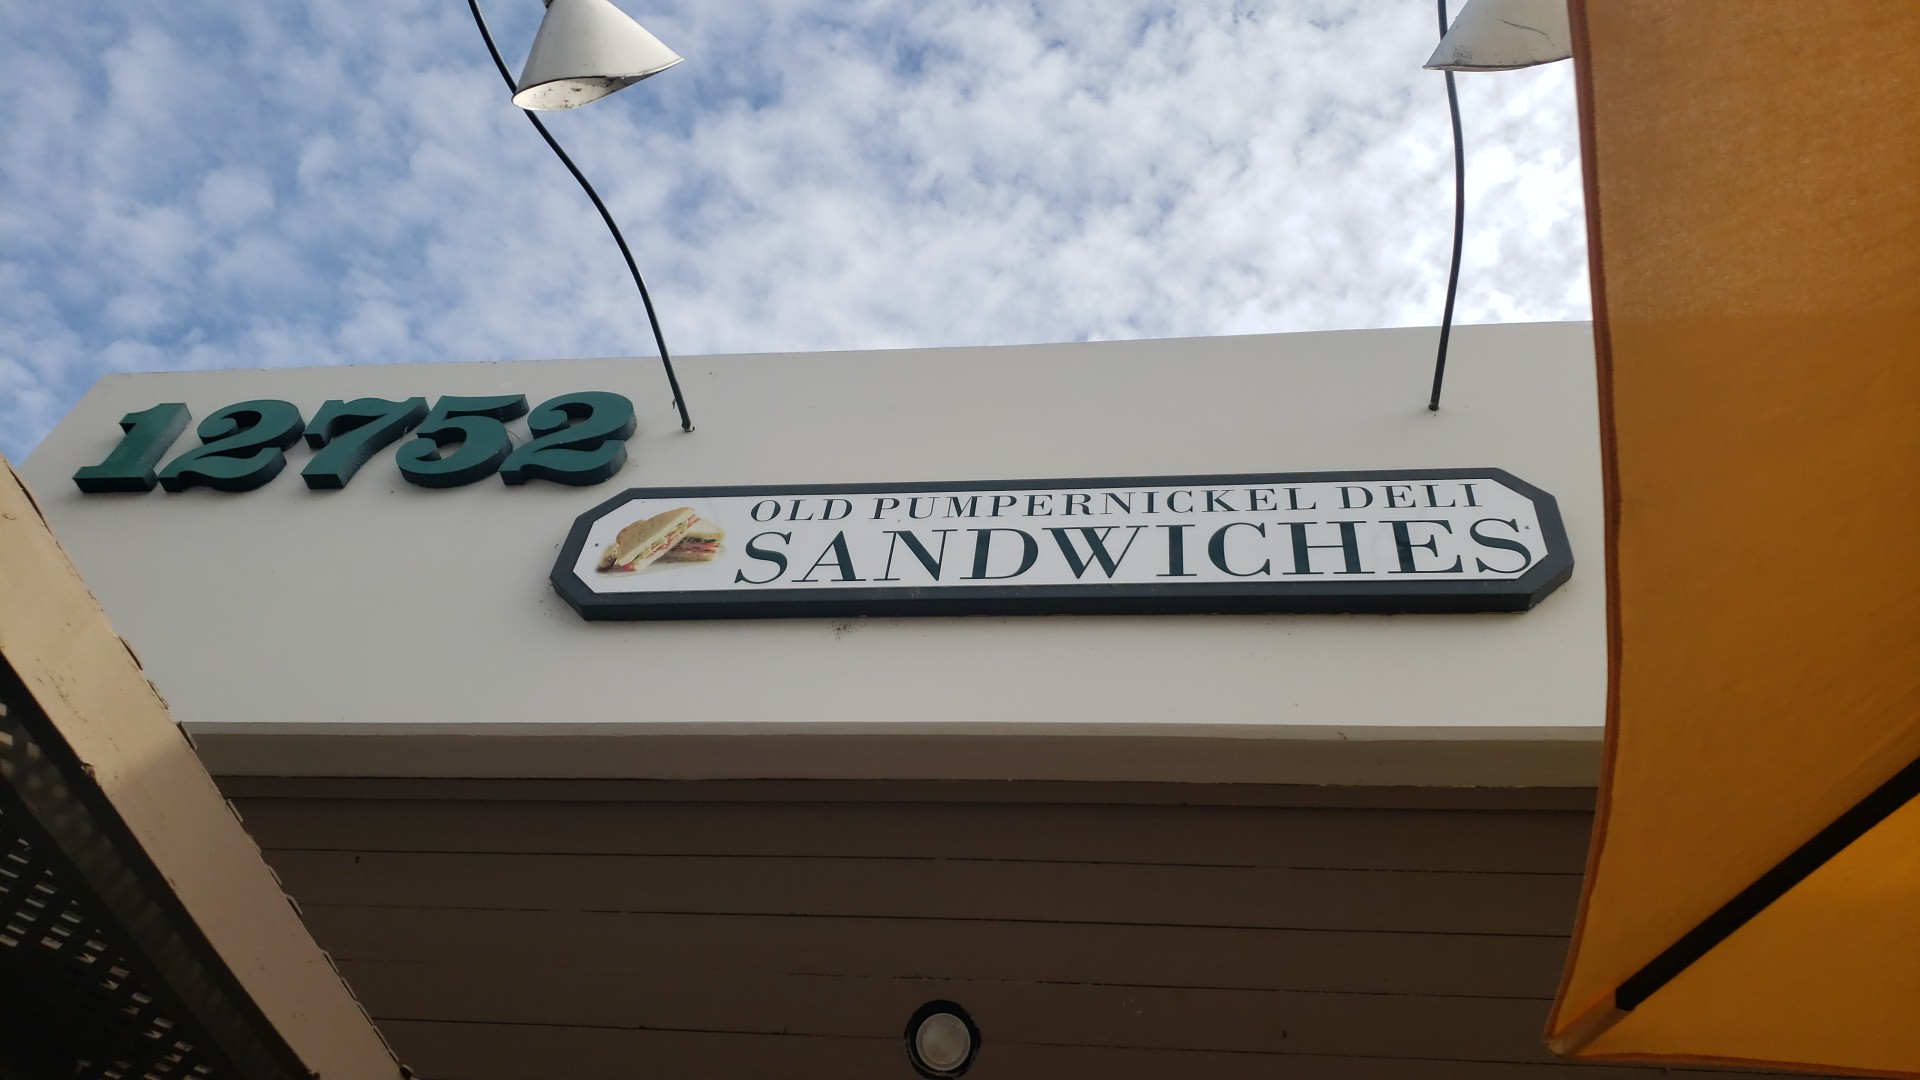 12752
OLD PUMPERNICKEL DELI
SANDWICHES